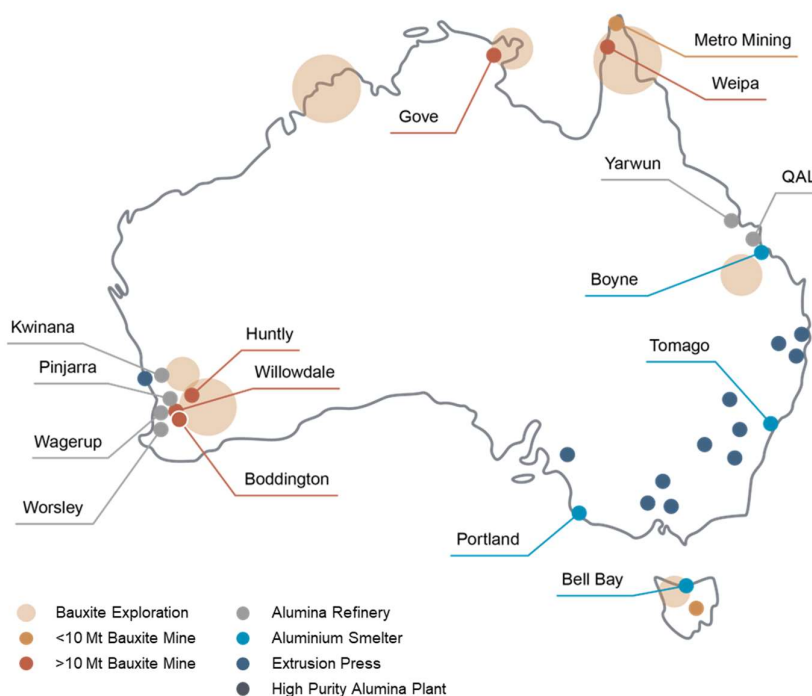 Metro Mining
Weipa
Gove
Yarwun
QAL
Boyne
Kwinana
Huntly
Tomago
Pinjarra
Willowdale
Wagerup
Boddington
Worsley
Portland
Bell Bay
Bauxite Exploration
<10 Mt Bauxite Mine
>10 Mt Bauxite Mine
Alumina Refinery
Aluminium Smelter
Extrusion Press
High Purity Alumina Plant